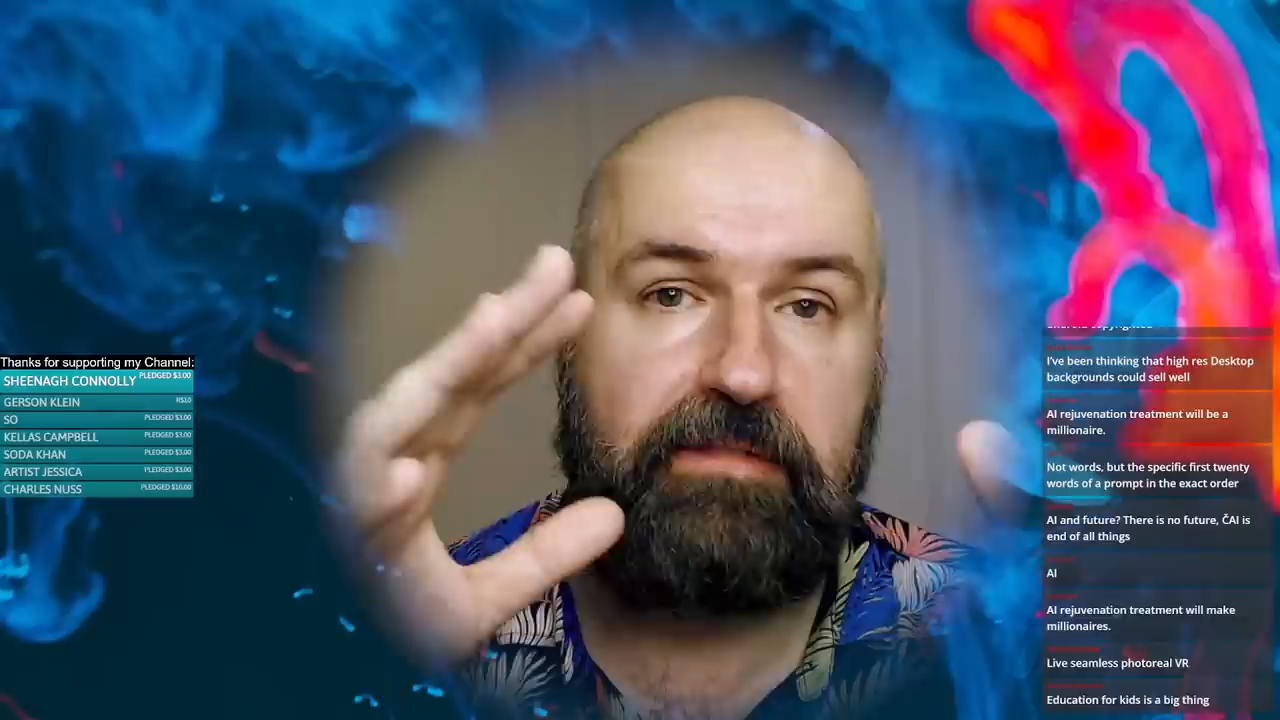 Thanks for supporting my Channel:
SHEENAGH CONNOLLY PLEDGED $3.00
GERSON KLEIN R$10
SO PLEDGED $3.00
KELLAS CAMPBELL PLEDGED $3.00
SODA KHAN PLEDGED $3.00
ARTIST JESSICA PLEDGED $3.00
CHARLES NUSS PLEDGED $10.00
I've been thinking that high res Desktop
backgrounds could sell well
AI rejuvenation treatment will be a
millionaire.
Not words, but the specific first twenty
words of a prompt in the exact order
AI and future? There is no future, ČAI is
end of all things
AI
AI rejuvenation treatment will make
millionaires.
Live seamless photoreal VR
Education for kids is a big thing